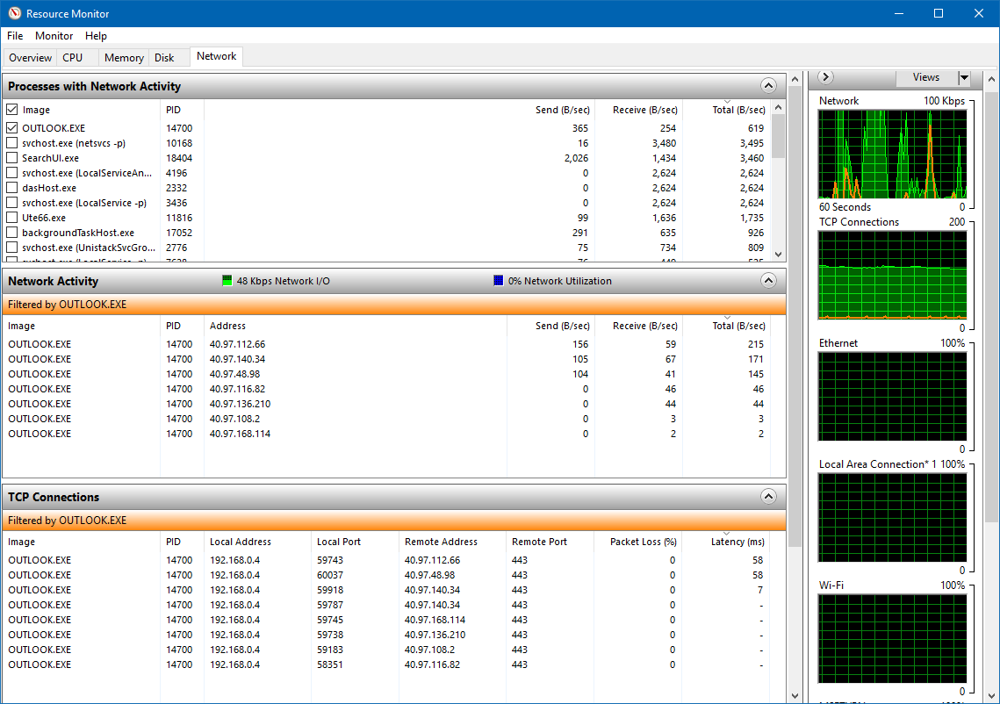 Resource Monitor
File Monitor Help
Overview CPU Memory Disk Network
Processes with Network Activity
Image PID Send (B/sec) Receive (B/sec) Total (B/sec)
OUTLOOK.EXE 14700 365 254 619
svchost.exe (netsvcs -p) 10168 16 3,480 3,495
SearchUI.exe 18404 2,026 1,434 3,460
svchost.exe (LocalServiceAn... 4196 0 2,624 2,624
dasHost.exe 2332 0 2,624 2,624
svchost.exe (LocalService -p) 3436 0 2,624 2,624
Ute66.exe 11816 99 1,636 1,735
backgroundTaskHost.exe 17052 291 635 926
svchost.exe (UnistackSvcGro... 2776 75 734 809
svchost.exe (LocalService -p)
Network Activity 48 Kbps Network I/O 0% Network Utilization
Filtered by OUTLOOK.EXE
Image PID Address Send (B/sec) Receive (B/sec) Total (B/sec)
OUTLOOK.EXE 14700 40.97.112.66 156 59 215
OUTLOOK.EXE 14700 40.97.140.34 105 67 171
OUTLOOK.EXE 14700 40.97.48.98 104 41 145
OUTLOOK.EXE 14700 40.97.116.82 0 46 46
OUTLOOK.EXE 14700 40.97.136.210 0 44 44
OUTLOOK.EXE 14700 40.97.108.2 0 3 3
OUTLOOK.EXE 14700 40.97.168.114 0 2 2
TCP Connections
Filtered by OUTLOOK.EXE
Image PID Local Address Local Port Remote Address Remote Port Packet Loss (%) Latency (ms)
OUTLOOK.EXE 14700 192.168.0.4 59743 40.97.112.66 443 0 58
OUTLOOK.EXE 14700 192.168.0.4 60037 40.97.48.98 443 0 58
OUTLOOK.EXE 14700 192.168.0.4 59918 40.97.140.34 443 0 7
OUTLOOK.EXE 14700 192.168.0.4 59787 40.97.140.34 443 0 -
OUTLOOK.EXE 14700 192.168.0.4 59745 40.97.168.114 443 0 -
OUTLOOK.EXE 14700 192.168.0.4 59738 40.97.136.210 443 0 -
OUTLOOK.EXE 14700 192.168.0.4 59183 40.97.108.2 443 0 -
OUTLOOK.EXE 14700 192.168.0.4 58351 40.97.116.82 443 0 -
Views
Network 100 Kbps
60 Seconds 0
TCP Connections 200
0
Ethernet 100%
0
Local Area Connection* 1 100%
0
Wi-Fi 100%
0